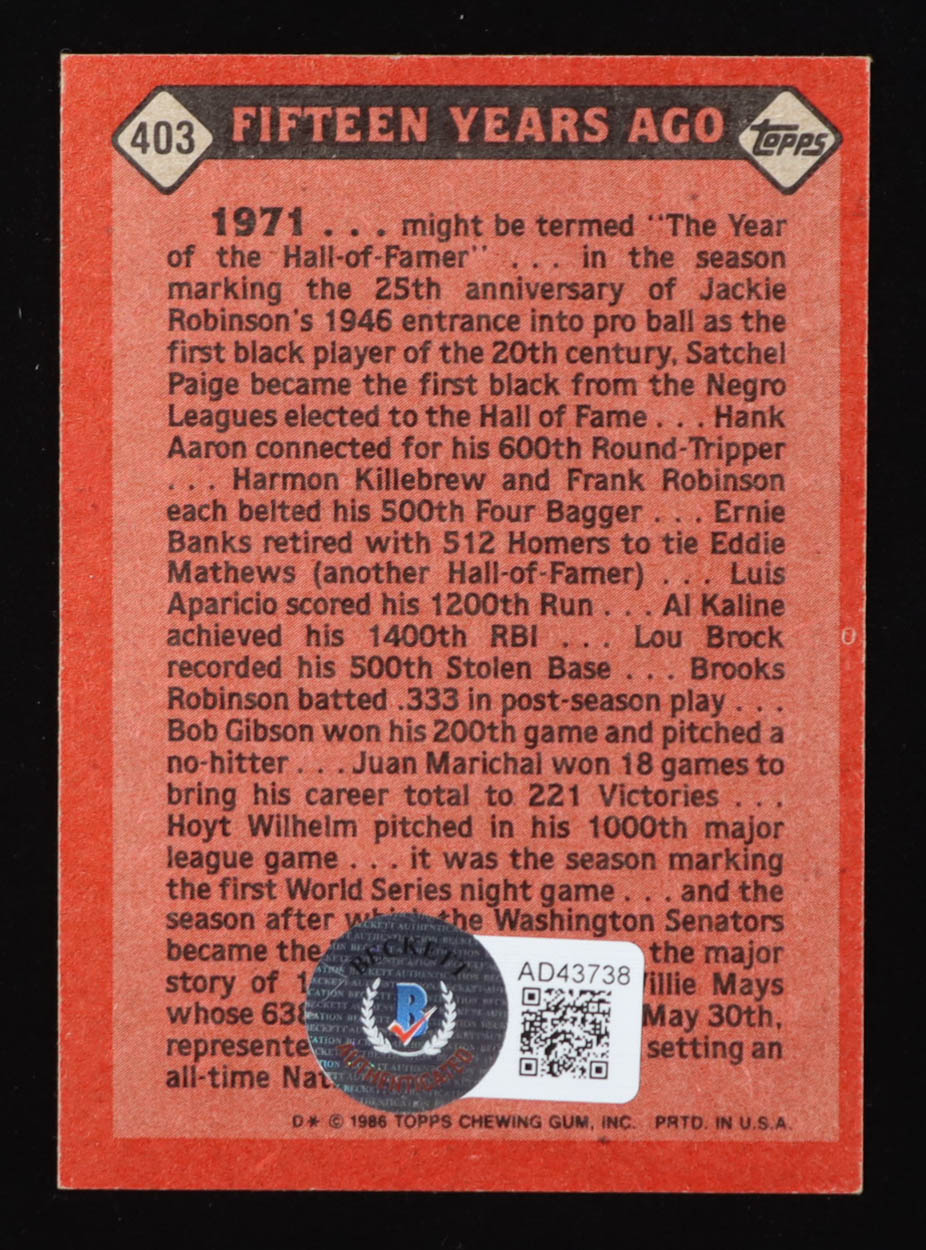 403 FIFTEEN YEARS AGO topps
1971 . . . might be termed "The Year
of the Hall-of-Famer" . . . in the season
marking the 25th anniversary of Jackie
Robinson's 1946 entrance into pro ball as the
first black player of the 20th century, Satchel
Paige became the first black from the Negro
Leagues elected to the Hall of Fame . . . Hank
Aaron connected for his 600th Round-Tripper
. . . Harmon Killebrew and Frank Robinson
each belted his 500th Four Bagger . . . Ernie
Banks retired with 512 Homers to tie Eddie
Mathews (another Hall-of-Famer) . . . Luis
Aparicio scored his 1200th Run . . . Al Kaline
achieved his 1400th RBI . . . Lou Brock
recorded his 500th Stolen Base . . . Brooks
Robinson batted .333 in post-season play . . .
Bob Gibson won his 200th game and pitched a
no-hitter . . . Juan Marichal won 18 games to
bring his career total to 221 Victories . . .
Hoyt Wilhelm pitched in his 1000th major
league game . . . it was the season marking
the first World Series night game . . . and the
season after which the Washington Senators
became the the major
story of 1 Willie Mays
whose 638 May 30th,
represente setting an
all-time Nat.
BECKETT
B
AUTHENTICATED
AD43738
D* © 1986 TOPPS CHEWING GUM, INC. PRTD. IN U.S.A.